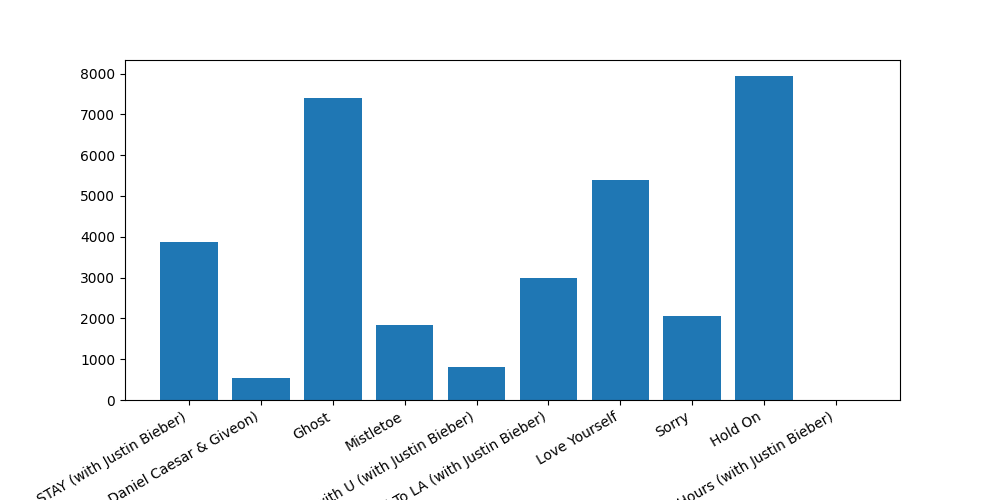 8000
7000
6000
5000
4000
3000
2000
1000
0
STAY (with Justin Bieber)
Daniel Caesar & Giveon)
Ghost
Mistletoe
with U (with Justin Bieber)
To LA (with Justin Bieber)
Love Yourself
Sorry
Hold On
Hours (with Justin Bieber)